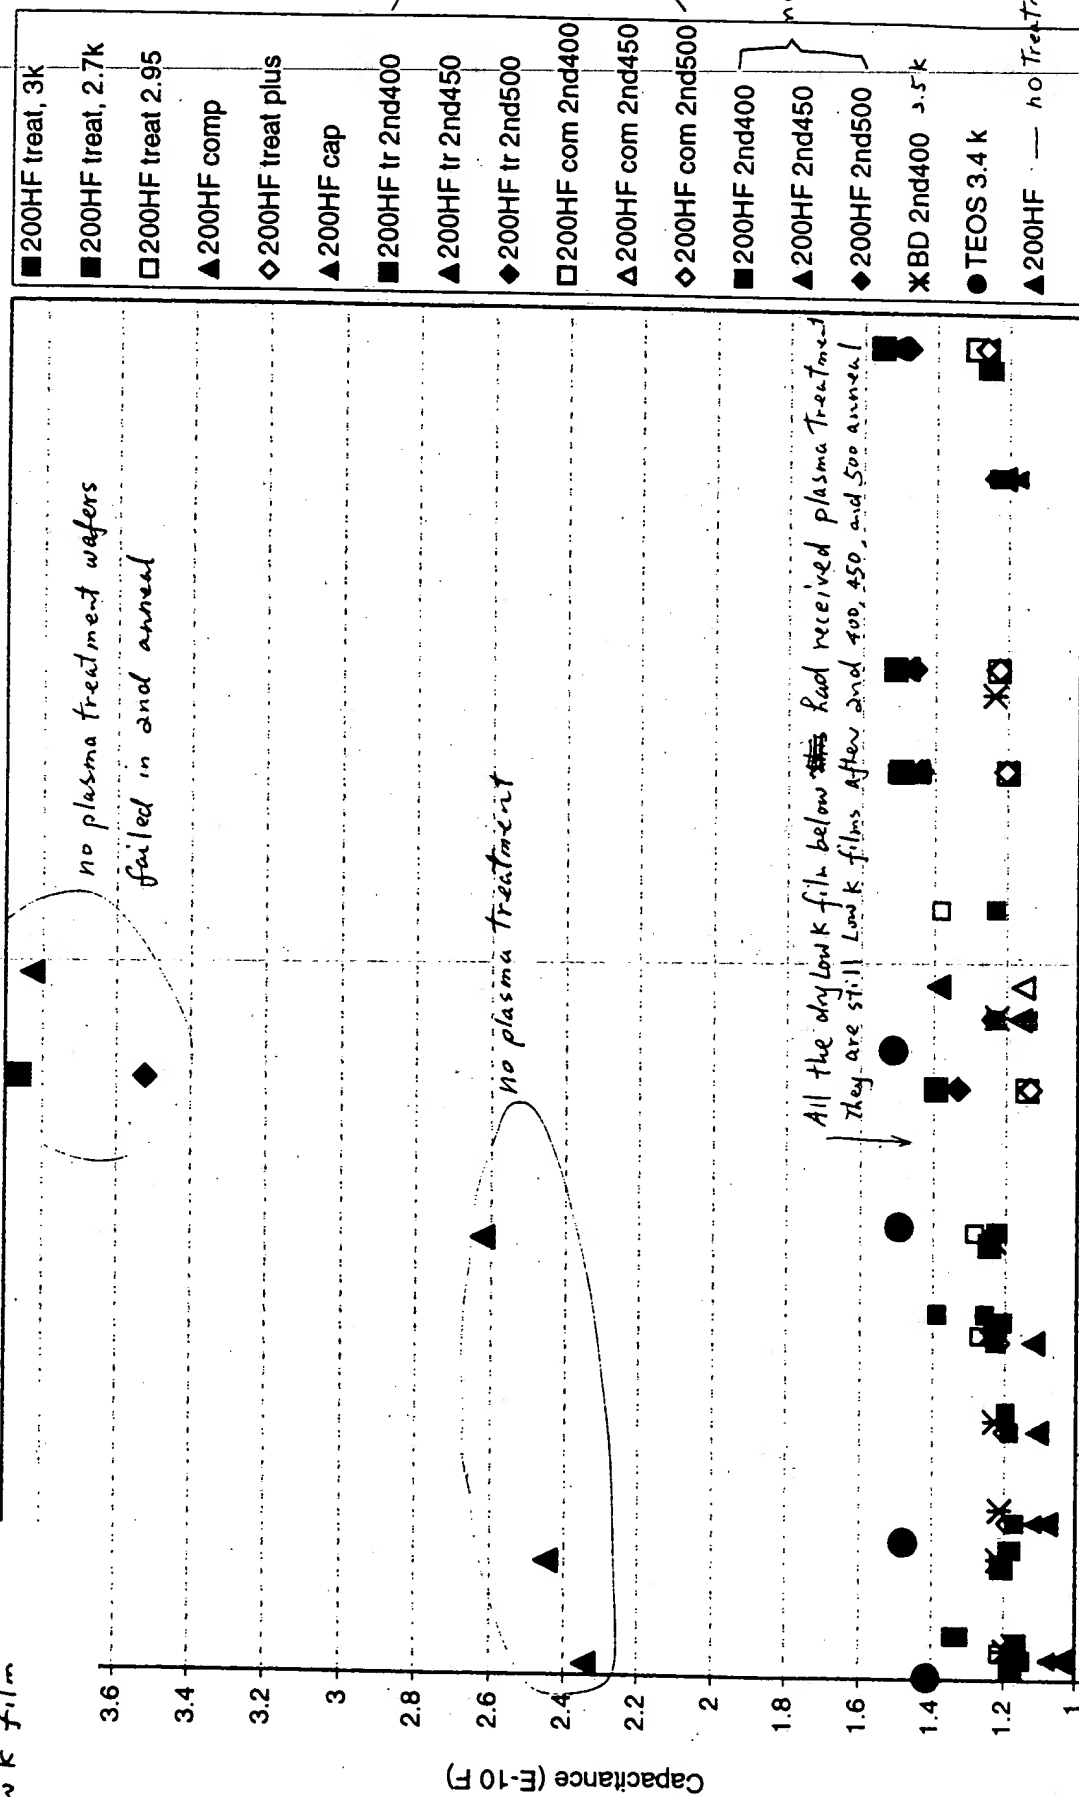 w k film
no plasma treatment wafers
failed in 2nd anneal
no plasma treatment
All the dry Low k film below had received plasma Treatment
They are still Low k films after 2nd 400, 450, and 500 anneal
Capacitance (E-10 F)
3.6
3.4
3.2
3
2.8
2.6
2.4
2.2
2
1.8
1.6
1.4
1.2
1
200HF treat, 3k
200HF treat, 2.7k
200HF treat 2.95
200HF comp
200HF treat plus
200HF cap
200HF tr 2nd400
200HF tr 2nd450
200HF tr 2nd500
200HF com 2nd400
200HF com 2nd450
200HF com 2nd500
200HF 2nd400
200HF 2nd450
200HF 2nd500
BD 2nd400 2.5 k
TEOS 3.4 k
200HF — no Treat